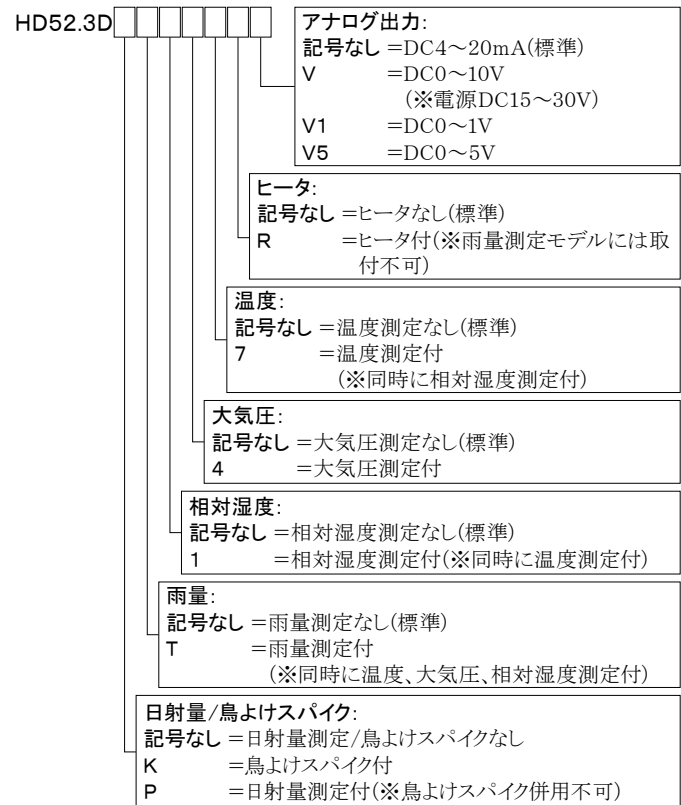 HD52.3D
アナログ出力:
記号なし =DC4～20mA(標準)
V =DC0～10V
(※電源DC15～30V)
V1 =DC0～1V
V5 =DC0～5V
ヒータ:
記号なし =ヒータなし(標準)
R =ヒータ付(※雨量測定モデルには取
付不可)
温度:
記号なし =温度測定なし(標準)
7 =温度測定付
(※同時に相対湿度測定付)
大気圧:
記号なし =大気圧測定なし(標準)
4 =大気圧測定付
相対湿度:
記号なし =相対湿度測定なし(標準)
1 =相対湿度測定付(※同時に温度測定付)
雨量:
記号なし =雨量測定なし(標準)
T =雨量測定付
(※同時に温度、大気圧、相対湿度測定付)
日射量/鳥よけスパイク:
記号なし =日射量測定/鳥よけスパイクなし
K =鳥よけスパイク付
P =日射量測定付(※鳥よけスパイク併用不可)